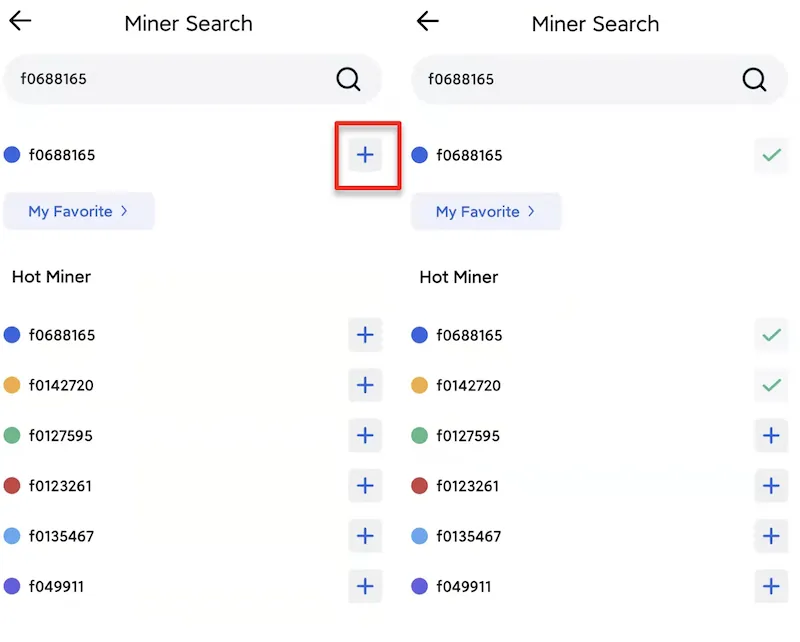 Miner Search
f0688165
f0688165
My Favorite >
Hot Miner
f0688165
f0142720
f0127595
f0123261
f0135467
f049911
Miner Search
f0688165
f0688165
My Favorite >
Hot Miner
f0688165
f0142720
f0127595
f0123261
f0135467
f049911